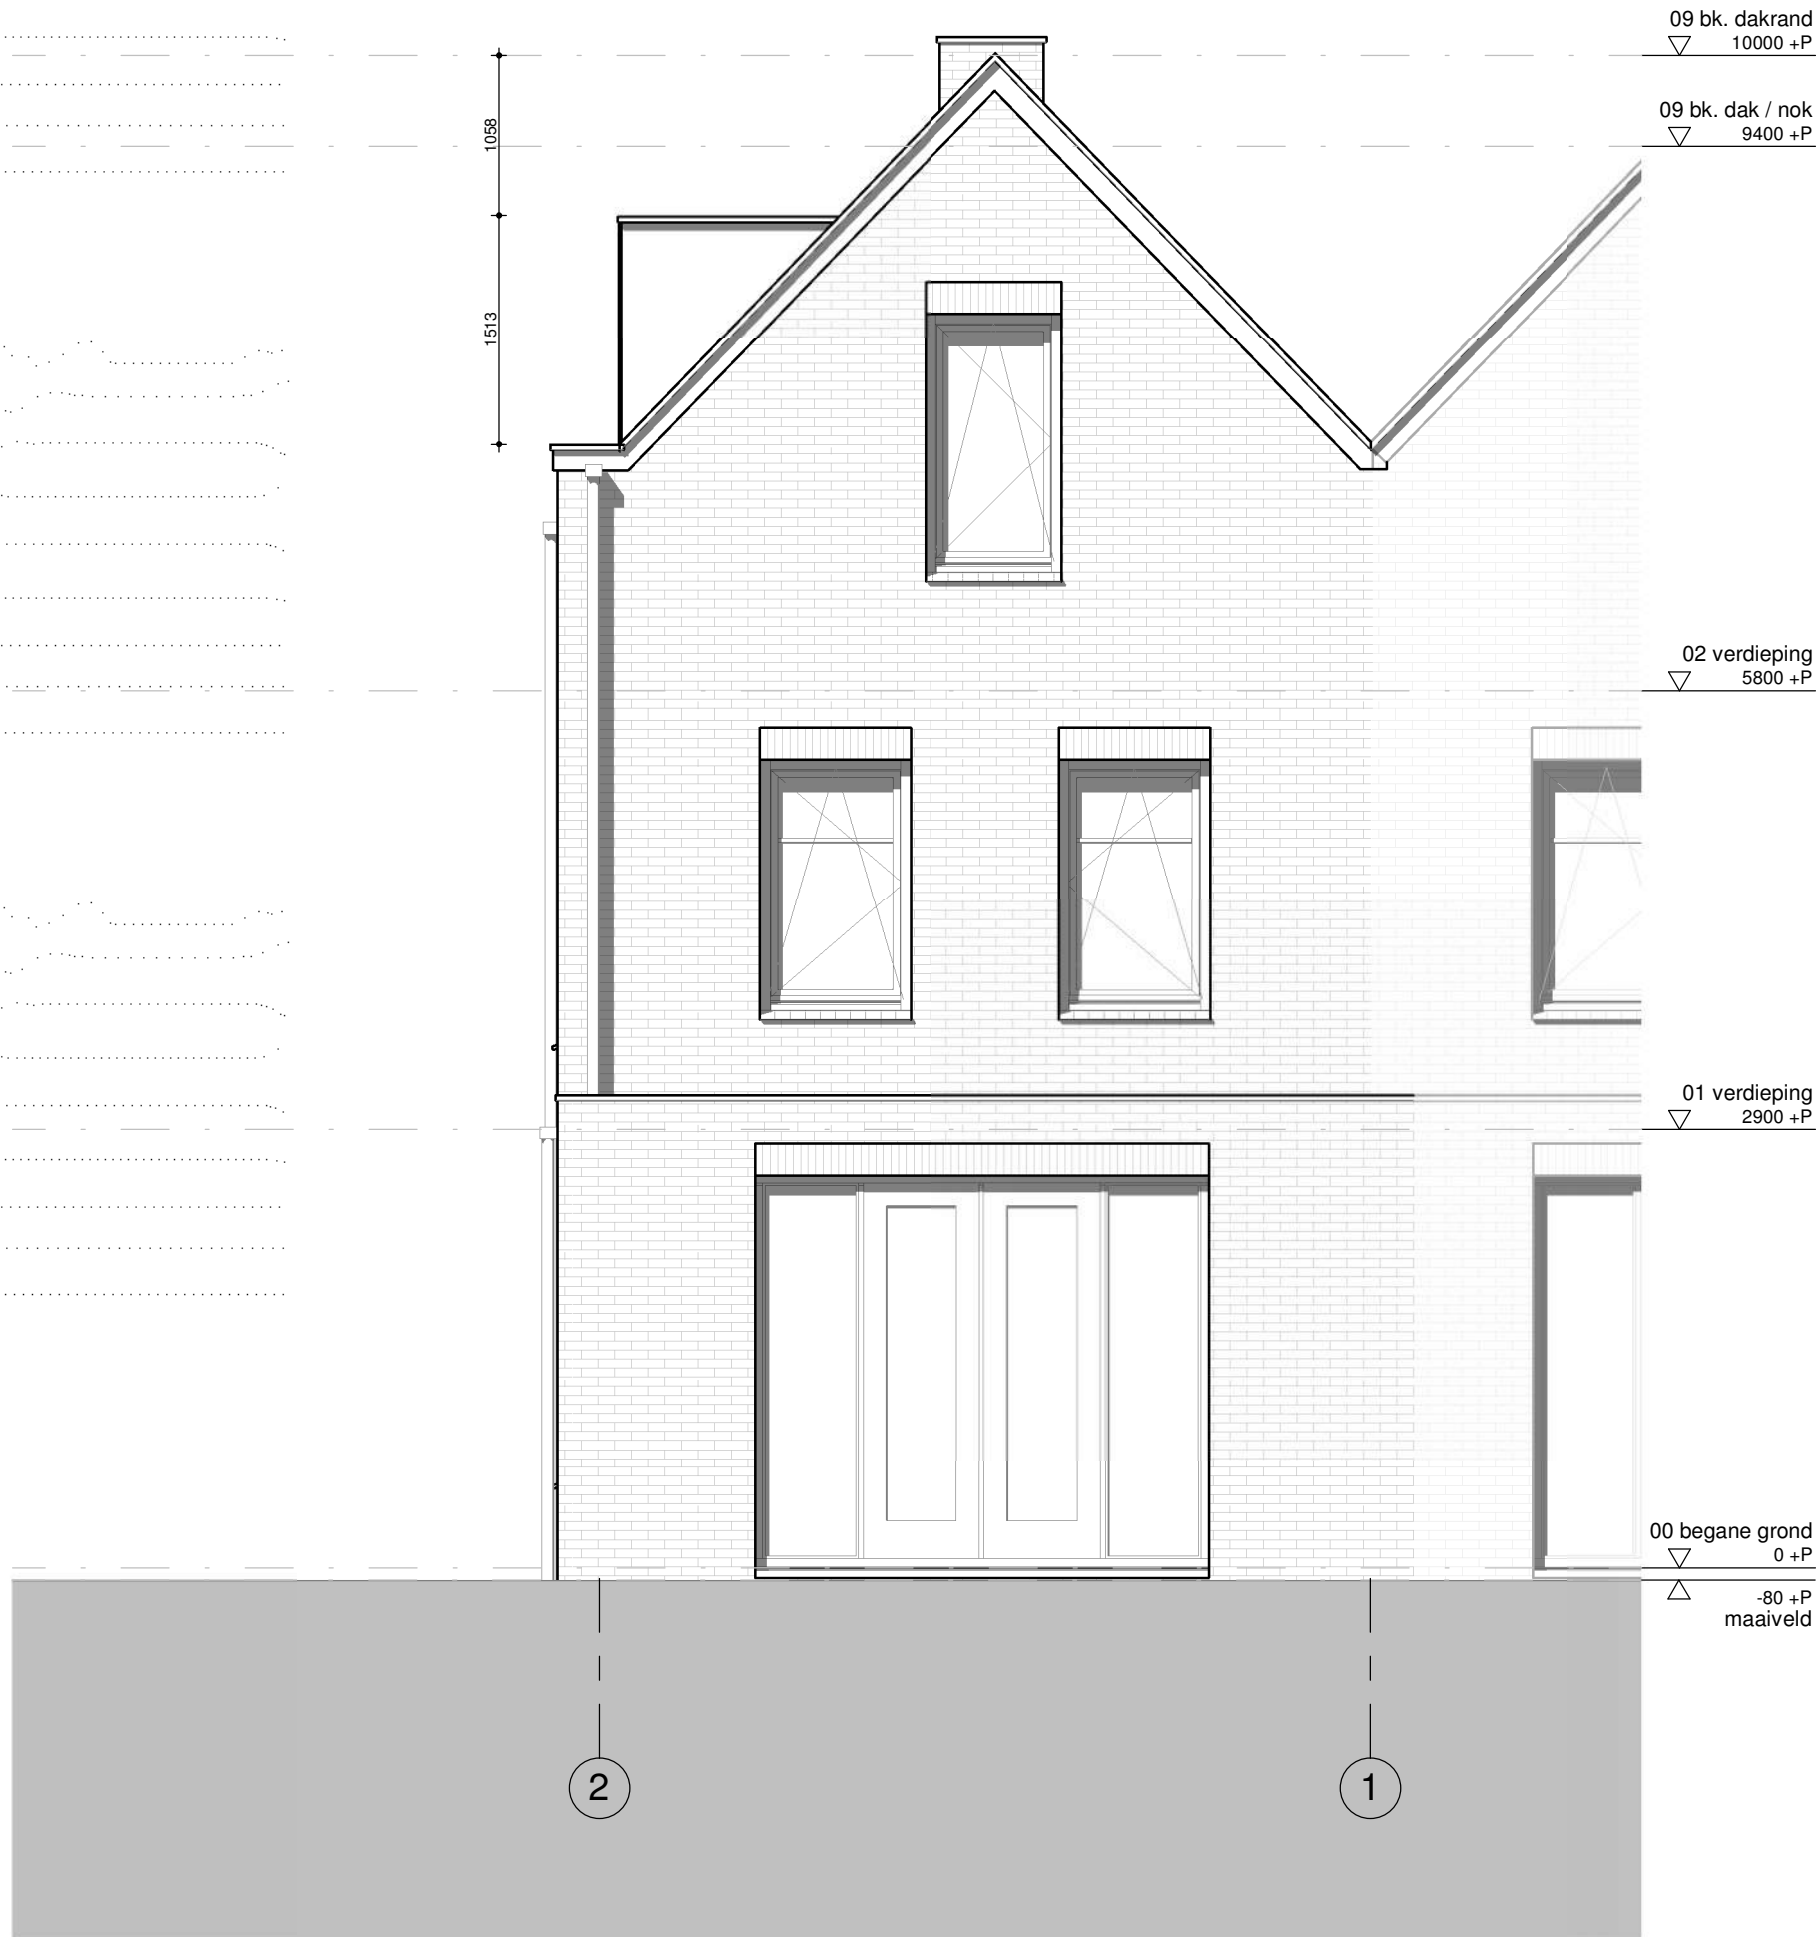 09 bk. dakrand
10000 +P
1058
09 bk. dak / nok
9400 +P
1513
02 verdieping
5800 +P
01 verdieping
2900 +P
00 begane grond
0 +P
-80 +P
maaiveld
2
1